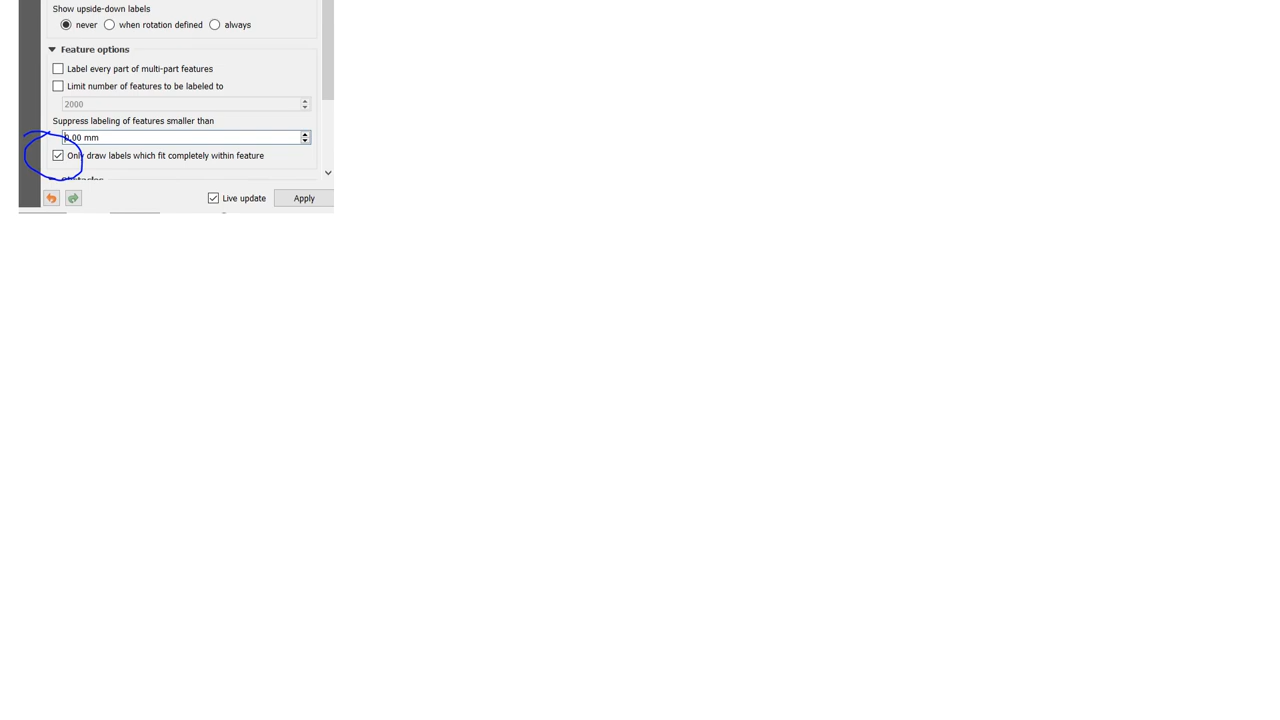 Show upside-down labels
never when rotation defined always
Feature options
Label every part of multi-part features
Limit number of features to be labeled to
2000
Suppress labeling of features smaller than
0.00 mm
Only draw labels which fit completely within feature
Obstacles
Live update Apply